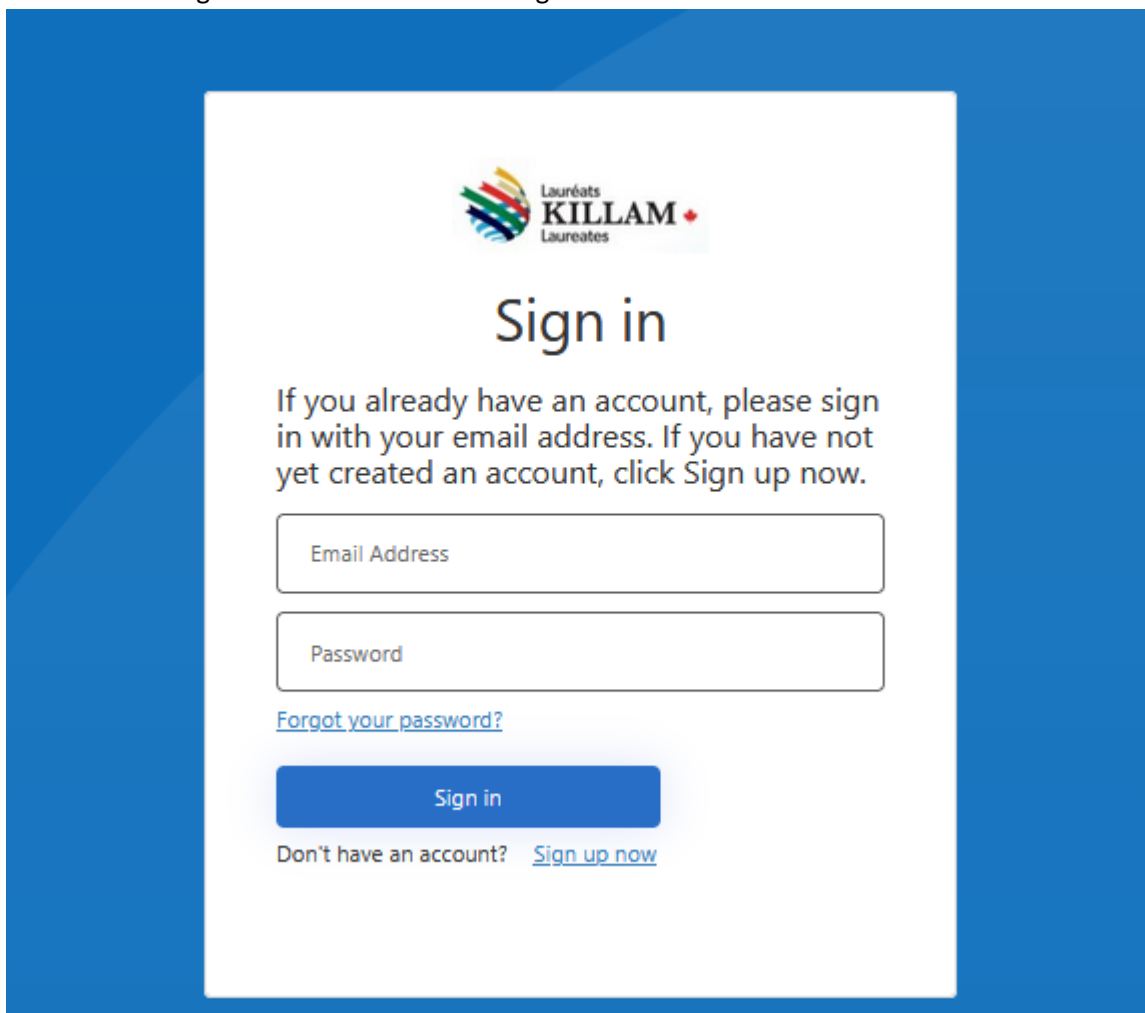 Lauréats
KILLAM
Laureates
Sign in
If you already have an account, please sign
in with your email address. If you have not
yet created an account, click Sign up now.
Email Address
Password
Forgot your password?
Sign in
Don't have an account? Sign up now